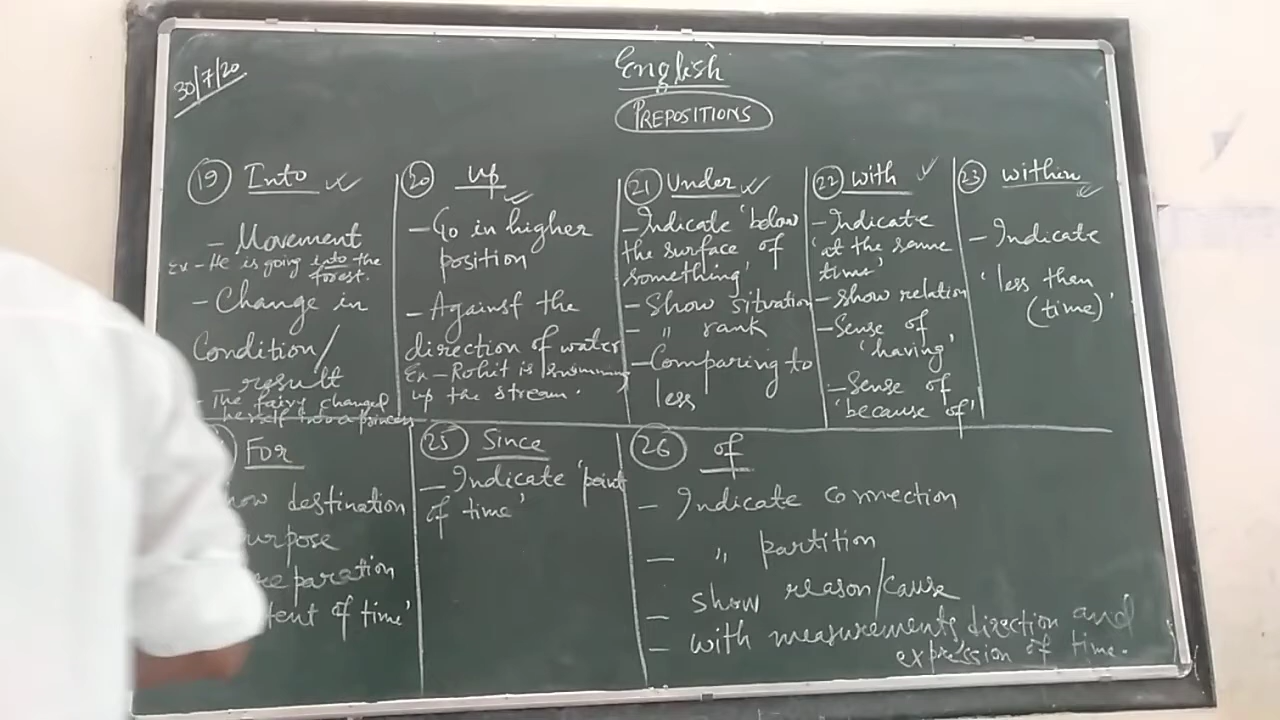 30/7/20
English
PREPOSITIONS
19 Into
- Movement
Ex - He is going into the
forest.
- Change in
Condition/
- result
- The fairy changed
herself into a princess
20 up
- Go in higher
position
- Against the
direction of water
Ex - Rohit is swimming
up the stream.
21 Under
- Indicate 'below
the surface of
something'
- Show situation
- " rank
- Comparing to
less
22 with
- Indicate
'at the same
time'
- show relation
- Sense of
'having'
- Sense of
'because of'
23 within
- Indicate
'less then
(time)'
For
destination
25 Since
- Indicate 'point
of time'
26 of
- Indicate connection
- " partition
- show reason/cause
- with measurements, direction and
expression of time.
of time'